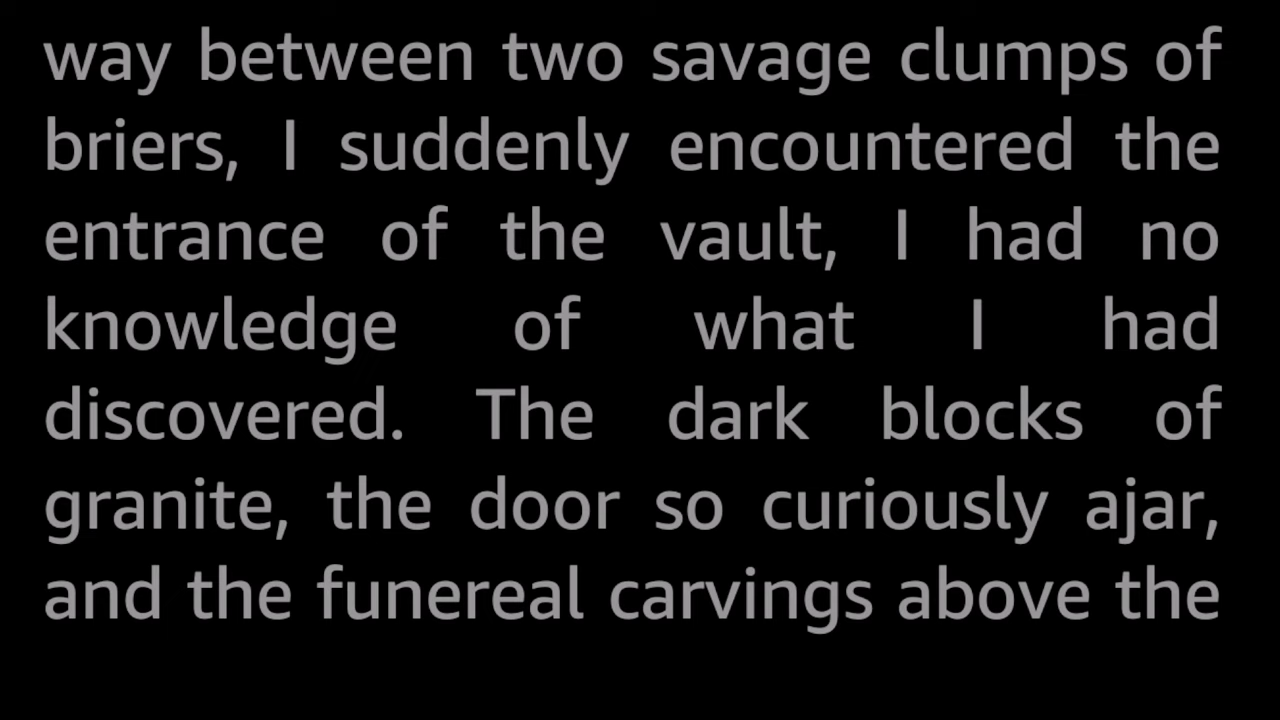 way between two savage clumps of
briers, I suddenly encountered the
entrance of the vault, I had no
knowledge of what I had
discovered. The dark blocks of
granite, the door so curiously ajar,
and the funereal carvings above the